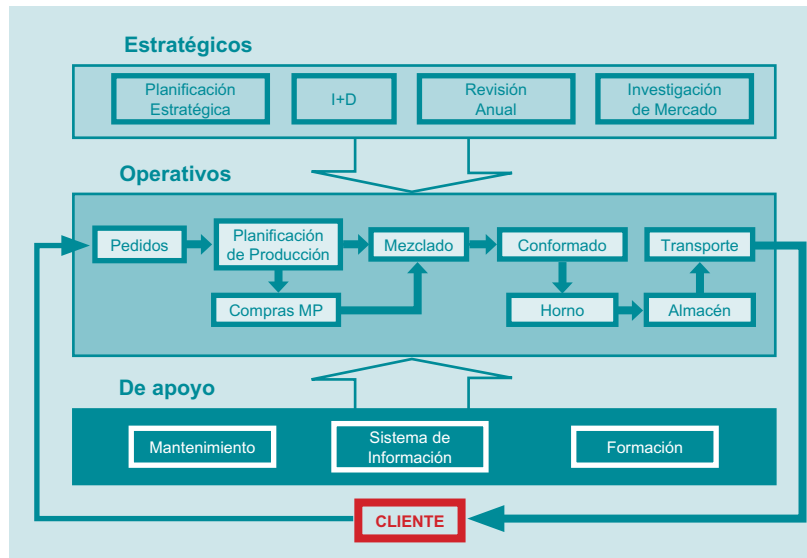 Estratégicos
Planificación
Estratégica
I+D
Revisión
Anual
Investigación
de Mercado
Operativos
Pedidos
Planificación
de Producción
Mezclado
Conformado
Transporte
Compras MP
Horno
Almacén
De apoyo
Mantenimiento
Sistema de
Información
Formación
CLIENTE